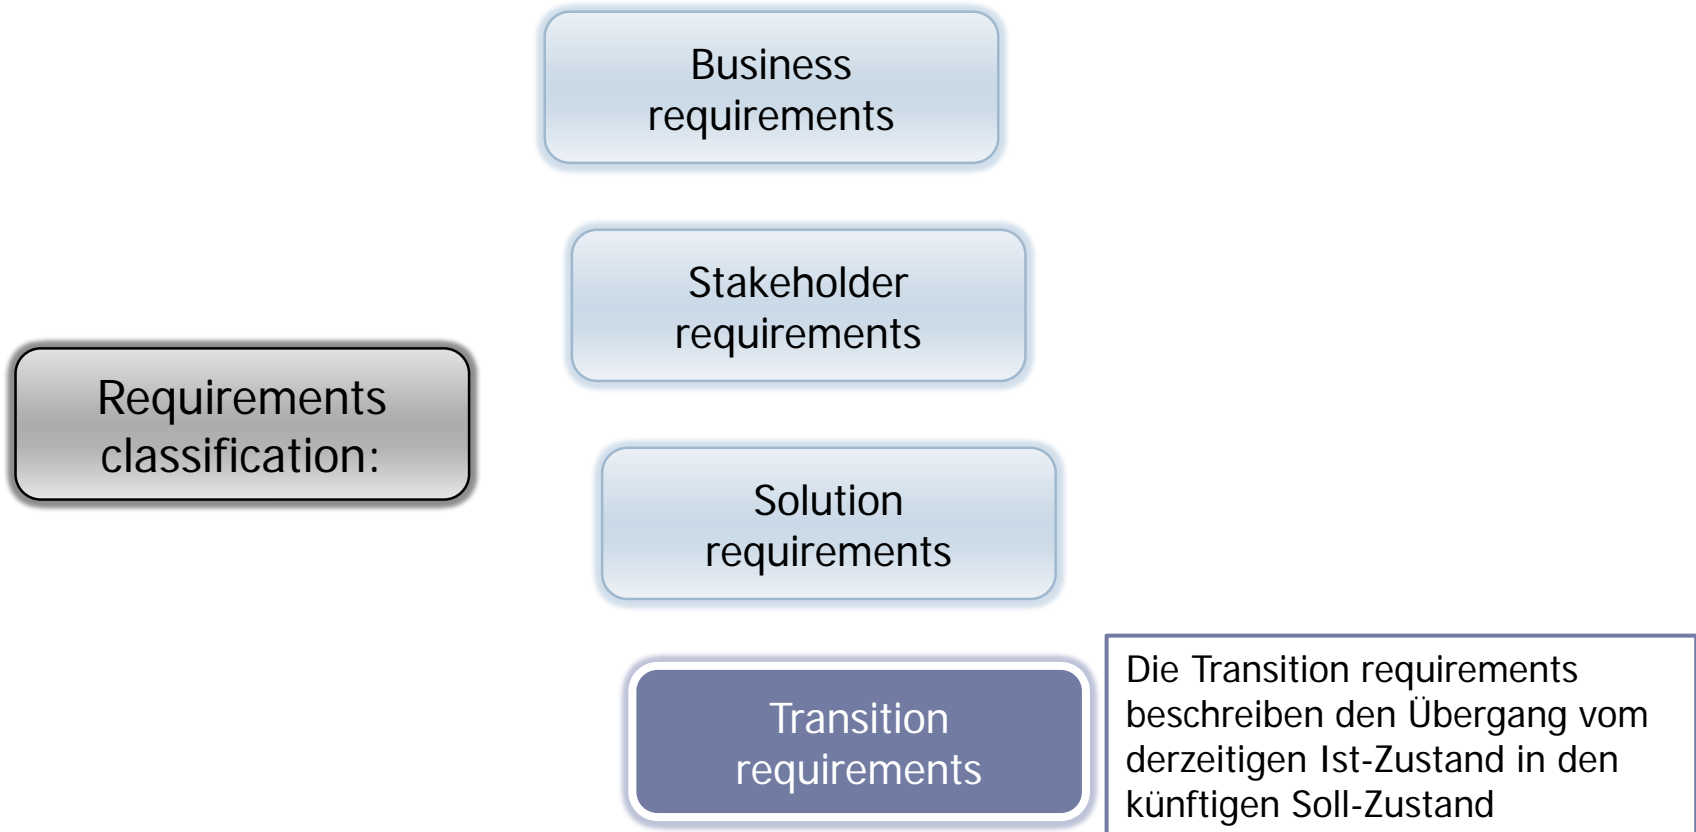 Business
requirements
Stakeholder
requirements
Requirements
classification:
Solution
requirements
Transition
requirements
Die Transition requirements
beschreiben den Übergang vom
derzeitigen Ist-Zustand in den
künftigen Soll-Zustand